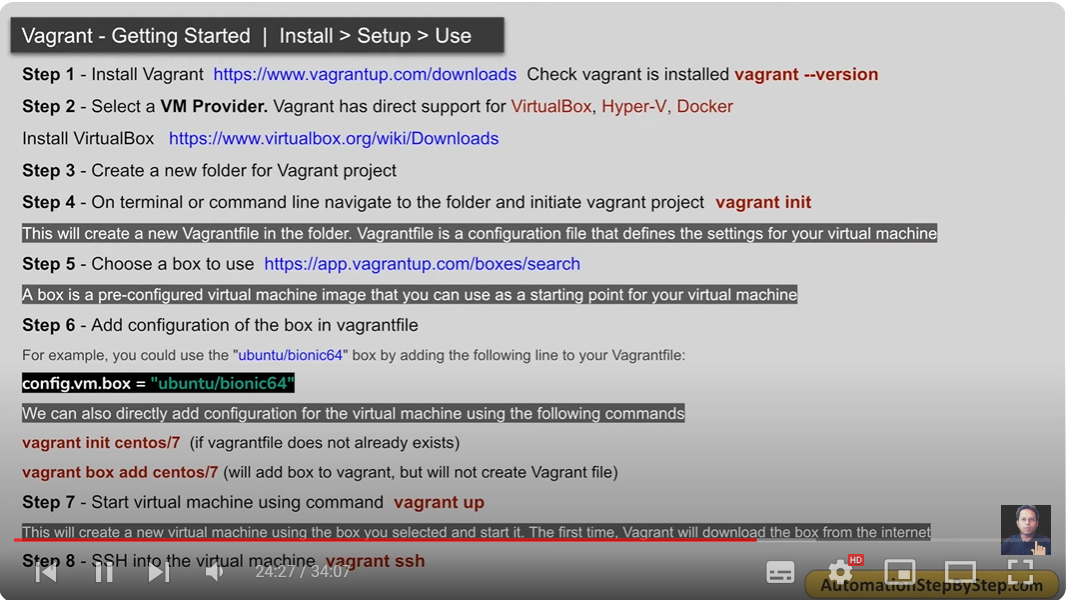 Vagrant - Getting Started | Install > Setup > Use
Step 1 - Install Vagrant https://www.vagrantup.com/downloads Check vagrant is installed vagrant --version
Step 2 - Select a VM Provider. Vagrant has direct support for VirtualBox, Hyper-V, Docker
Install VirtualBox https://www.virtualbox.org/wiki/Downloads
Step 3 - Create a new folder for Vagrant project
Step 4 - On terminal or command line navigate to the folder and initiate vagrant project vagrant init
This will create a new Vagrantfile in the folder. Vagrantfile is a configuration file that defines the settings for your virtual machine
Step 5 - Choose a box to use https://app.vagrantup.com/boxes/search
A box is a pre-configured virtual machine image that you can use as a starting point for your virtual machine
Step 6 - Add configuration of the box in vagrantfile
For example, you could use the "ubuntu/bionic64" box by adding the following line to your Vagrantfile:
config.vm.box = "ubuntu/bionic64"
We can also directly add configuration for the virtual machine using the following commands
vagrant init centos/7 (if vagrantfile does not already exists)
vagrant box add centos/7 (will add box to vagrant, but will not create Vagrant file)
Step 7 - Start virtual machine using command vagrant up
This will create a new virtual machine using the box you selected and start it. The first time, Vagrant will download the box from the internet
Step 8 - SSH into the virtual machine vagrant ssh
24:27 / 34:07
HD
AutomationStepByStep.com